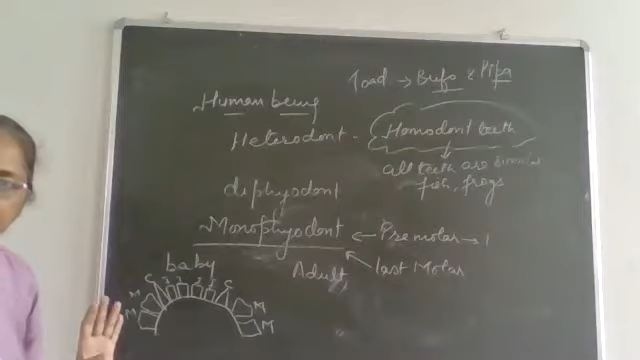 Toad → Bufo & Pipa
Human being
Heterodont - Homodont teeth
all teeth are similar
fish, frogs
diphyodont
Monophyodont ← Premolar → 1
baby
Adult
last Molar
C I I I I C
M M
M M